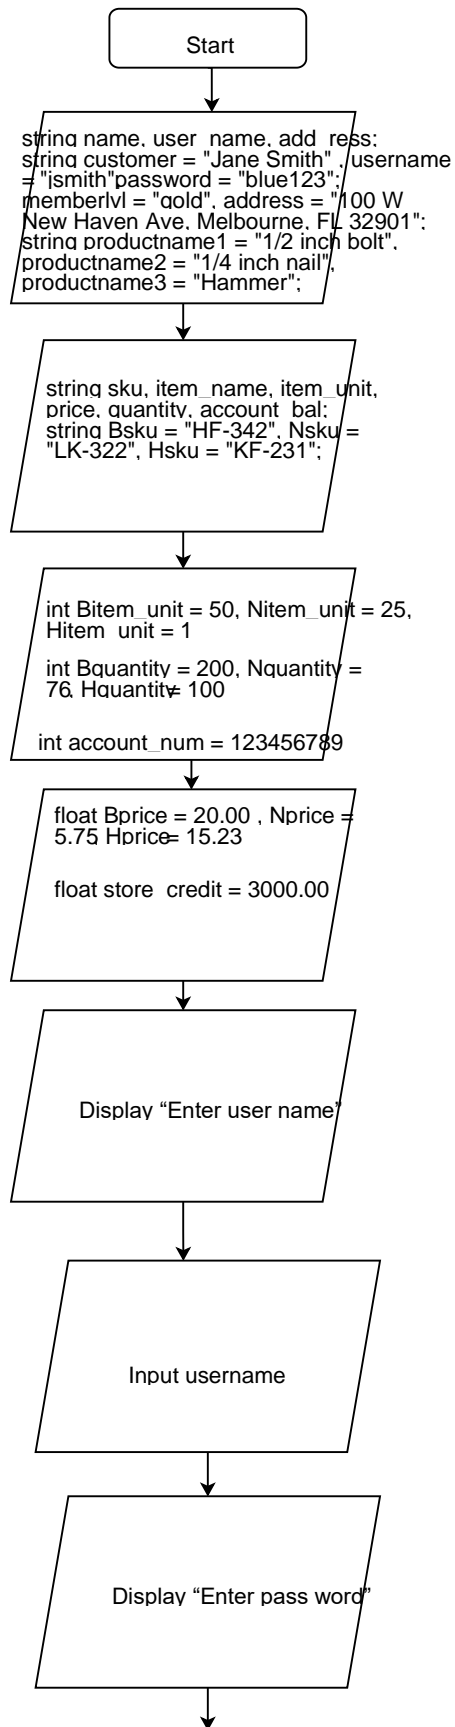 Start
string name, user_name, add_ress;
string customer = "Jane Smith" , username
= "jsmith"password = "blue123";
memberlvl = "gold", address = "100 W
New Haven Ave, Melbourne, FL 32901";
string productname1 = "1/2 inch bolt",
productname2 = "1/4 inch nail",
productname3 = "Hammer";
string sku, item_name, item_unit,
price, quantity, account_bal;
string Bsku = "HF-342", Nsku =
"LK-322", Hsku = "KF-231";
int Bitem_unit = 50, Nitem_unit = 25,
Hitem_unit = 1
int Bquantity = 200, Nquantity =
76, Hquantity= 100
int account_num = 123456789
float Bprice = 20.00 , Nprice =
5.75, Hprice= 15.23
float store_credit = 3000.00
Display “Enter user name”
Input username
Display “Enter pass word”